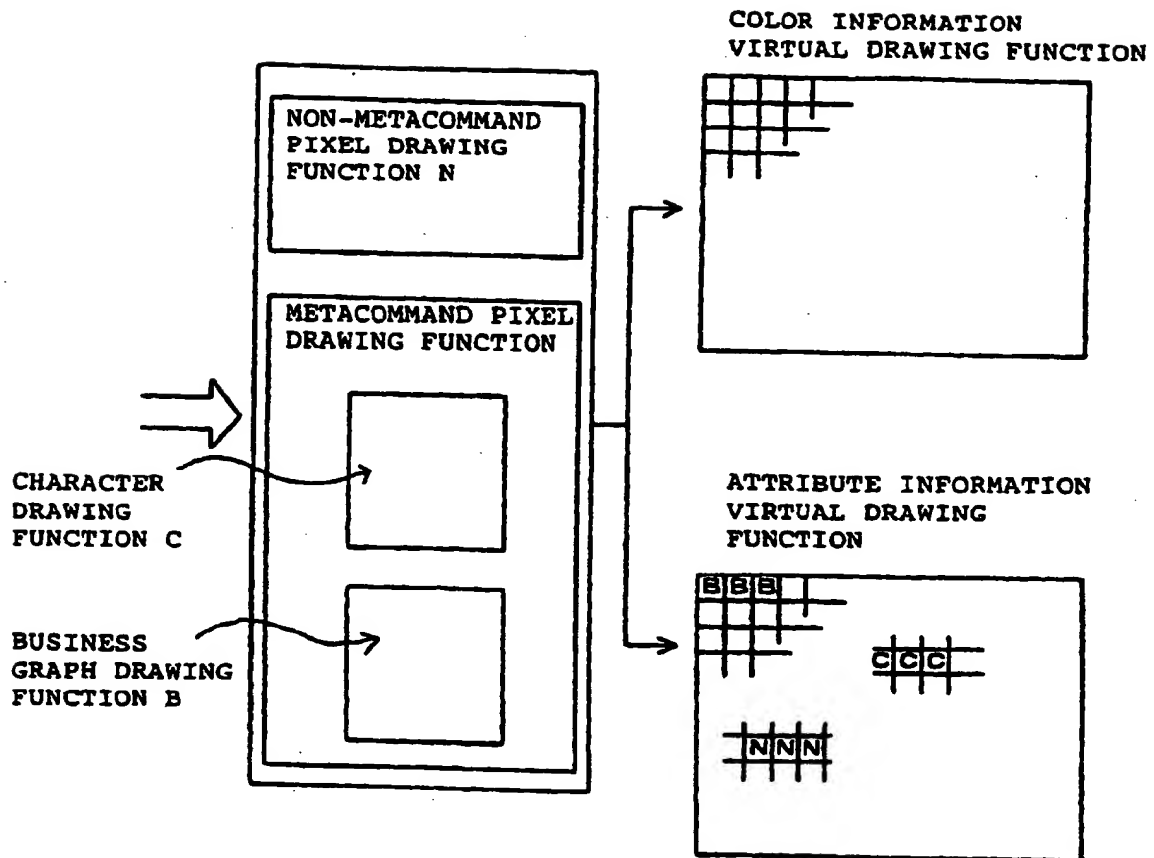 COLOR INFORMATION
VIRTUAL DRAWING FUNCTION
NON-METACOMMAND
PIXEL DRAWING
FUNCTION N
METACOMMAND PIXEL
DRAWING FUNCTION
CHARACTER
DRAWING
FUNCTION C
BUSINESS
GRAPH DRAWING
FUNCTION B
ATTRIBUTE INFORMATION
VIRTUAL DRAWING
FUNCTION
B B B
C C C
N N N